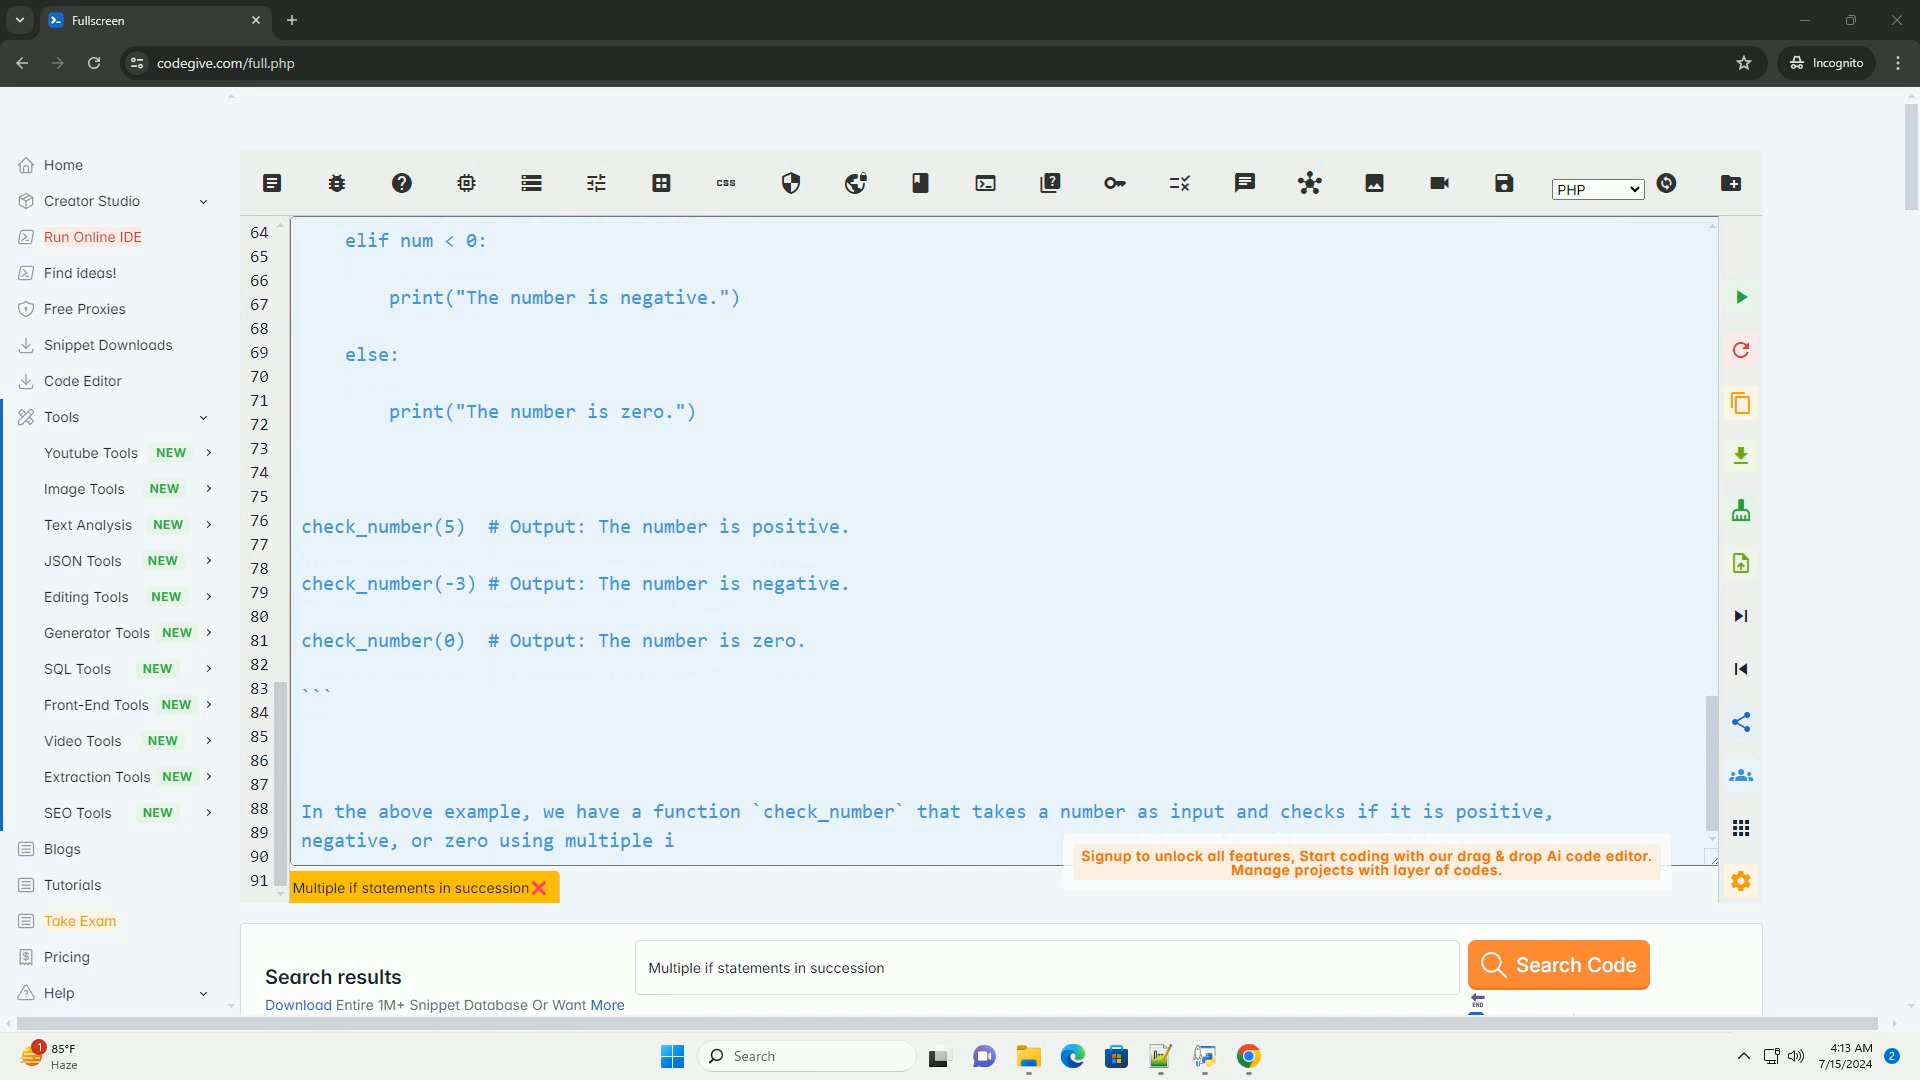 Fullscreen
codegive.com/full.php
Incognito
Home
Creator Studio
Run Online IDE
Find ideas!
Free Proxies
Snippet Downloads
Code Editor
Tools
Youtube Tools NEW
Image Tools NEW
Text Analysis NEW
JSON Tools NEW
Editing Tools NEW
Generator Tools NEW
SQL Tools NEW
Front-End Tools NEW
Video Tools NEW
Extraction Tools NEW
SEO Tools NEW
Blogs
Tutorials
Take Exam
Pricing
Help
css
PHP
64
65
66
67
68
69
70
71
72
73
74
75
76
77
78
79
80
81
82
83
84
85
86
87
88
89
90
91
elif num < 0:
print("The number is negative.")
else:
print("The number is zero.")
check_number(5)  # Output: The number is positive.
check_number(-3) # Output: The number is negative.
check_number(0)  # Output: The number is zero.
```
In the above example, we have a function `check_number` that takes a number as input and checks if it is positive,
negative, or zero using multiple i
Signup to unlock all features, Start coding with our drag & drop Ai code editor.
Manage projects with layer of codes.
Multiple if statements in succession❌
Search results
Multiple if statements in succession
Search Code
Download Entire 1M+ Snippet Database Or Want More
END
1
85°F
Haze
Search
4:13 AM
7/15/2024
2